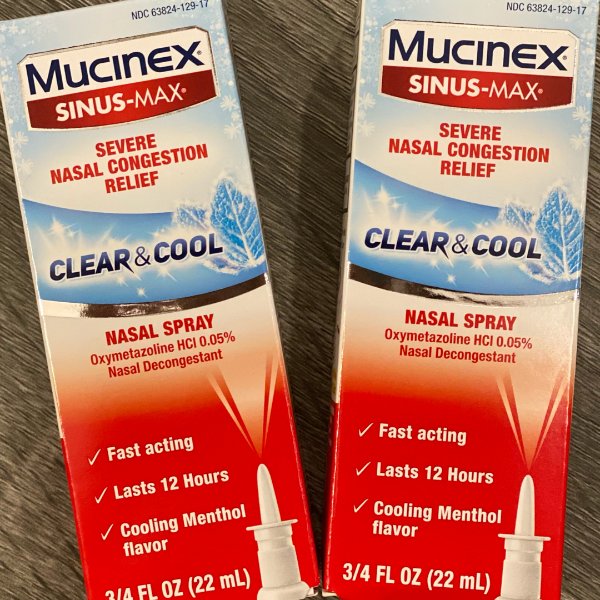 NDC 63824-129-17
Mucinex®
SINUS-MAX®
SEVERE
NASAL CONGESTION
RELIEF
CLEAR & COOL
NASAL SPRAY
Oxymetazoline HCl 0.05%
Nasal Decongestant
✓ Fast acting
✓ Lasts 12 Hours
✓ Cooling Menthol
flavor
3/4 FL OZ (22 mL)
NDC 63824-129-17
Mucinex®
SINUS-MAX®
SEVERE
NASAL CONGESTION
RELIEF
CLEAR & COOL
NASAL SPRAY
Oxymetazoline HCl 0.05%
Nasal Decongestant
✓ Fast acting
✓ Lasts 12 Hours
✓ Cooling Menthol
flavor
3/4 FL OZ (22 mL)